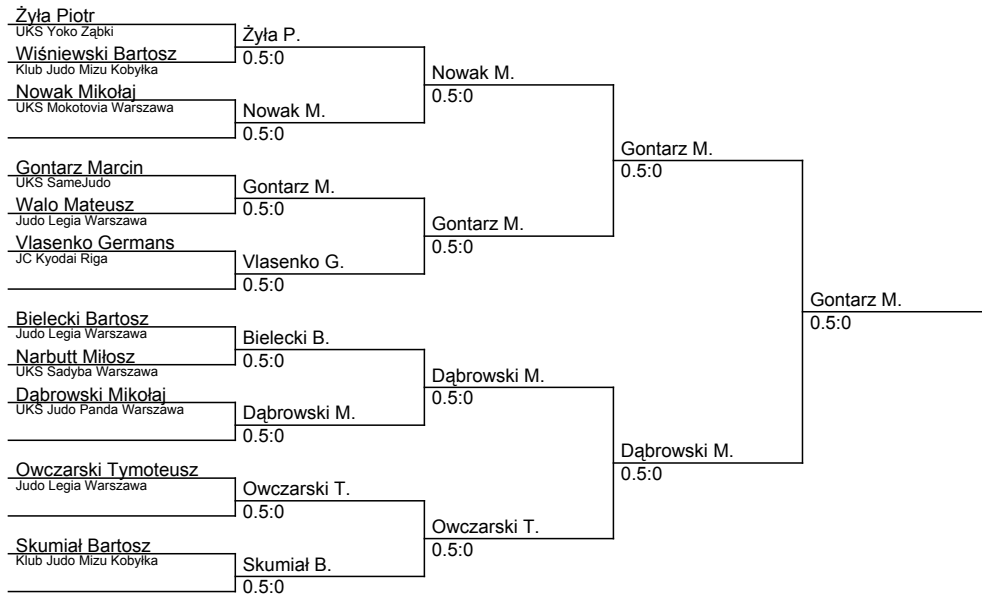 Żyła Piotr
UKS Yoko Ząbki
Wiśniewski Bartosz
Klub Judo Mizu Kobyłka
Nowak Mikołaj
UKS Mokotovia Warszawa
Gontarz Marcin
UKS SameJudo
Walo Mateusz
Judo Legia Warszawa
Vlasenko Germans
JC Kyodai Riga
Bielecki Bartosz
Judo Legia Warszawa
Narbutt Miłosz
UKS Sadyba Warszawa
Dąbrowski Mikołaj
UKS Judo Panda Warszawa
Owczarski Tymoteusz
Judo Legia Warszawa
Skumiał Bartosz
Klub Judo Mizu Kobyłka
Żyła P.
0.5:0
Nowak M.
0.5:0
Gontarz M.
0.5:0
Vlasenko G.
0.5:0
Bielecki B.
0.5:0
Dąbrowski M.
0.5:0
Owczarski T.
0.5:0
Skumiał B.
0.5:0
Nowak M.
0.5:0
Gontarz M.
0.5:0
Dąbrowski M.
0.5:0
Owczarski T.
0.5:0
Gontarz M.
0.5:0
Dąbrowski M.
0.5:0
Gontarz M.
0.5:0